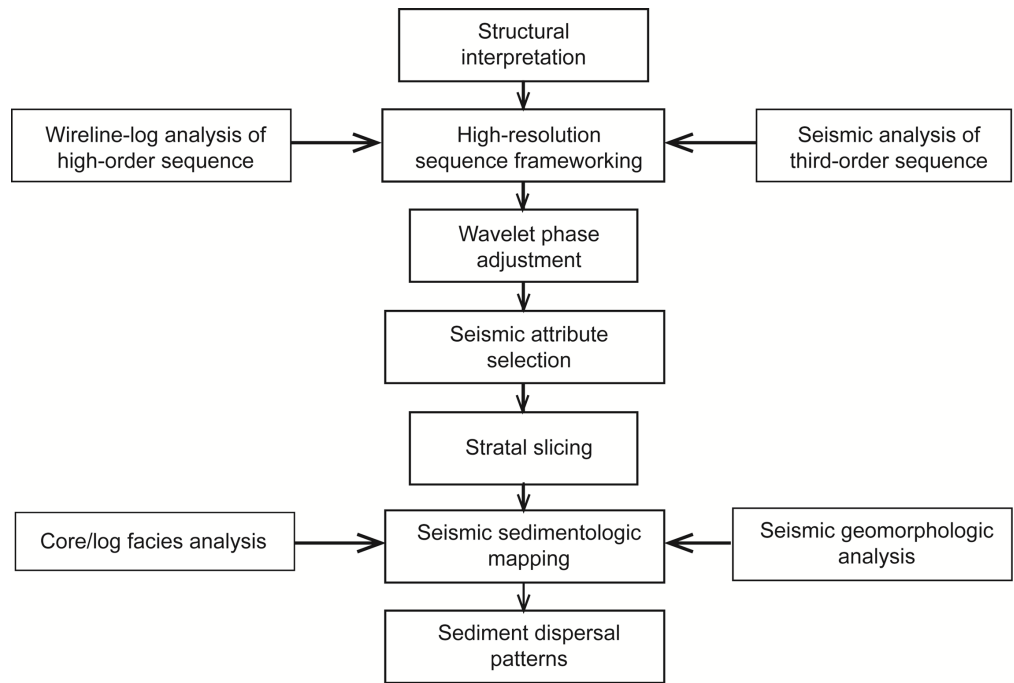 Structural
interpretation
Wireline-log analysis of
high-order sequence
High-resolution
sequence frameworking
Seismic analysis of
third-order sequence
Wavelet phase
adjustment
Seismic attribute
selection
Stratal slicing
Core/log facies analysis
Seismic sedimentologic
mapping
Seismic geomorphologic
analysis
Sediment dispersal
patterns